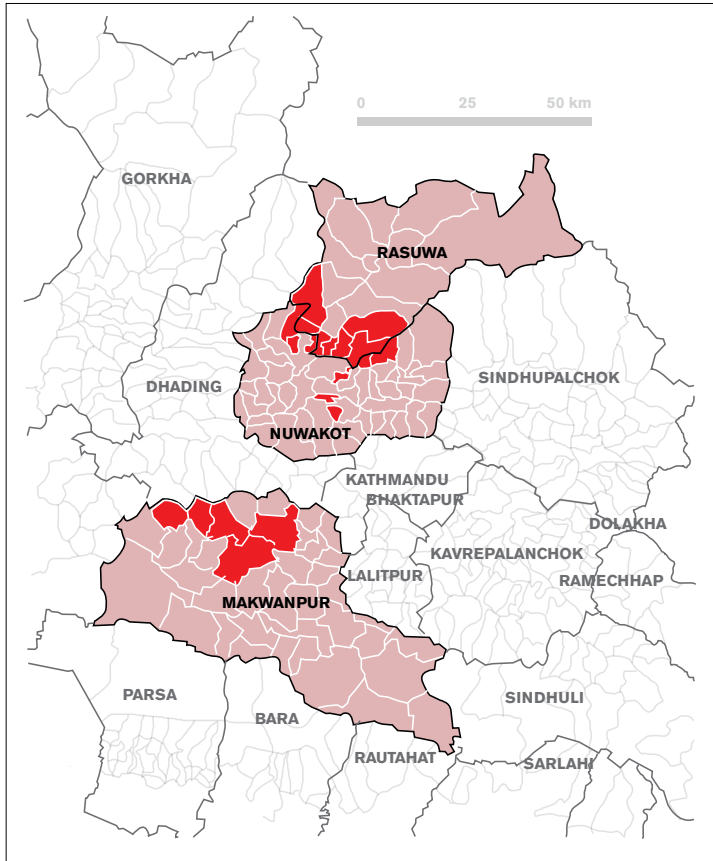 0 25 50 km
GORKHA
RASUWA
DHADING
SINDHUPALCHOK
NUWAKOT
KATHMANDU
BHAKTAPUR
DOLAKHA
KAVREPALANCHOK
LALITPUR
RAMECHHAP
MAKWANPUR
PARSA
SINDHULI
BARA
RAUTAHAT
SARLAHI